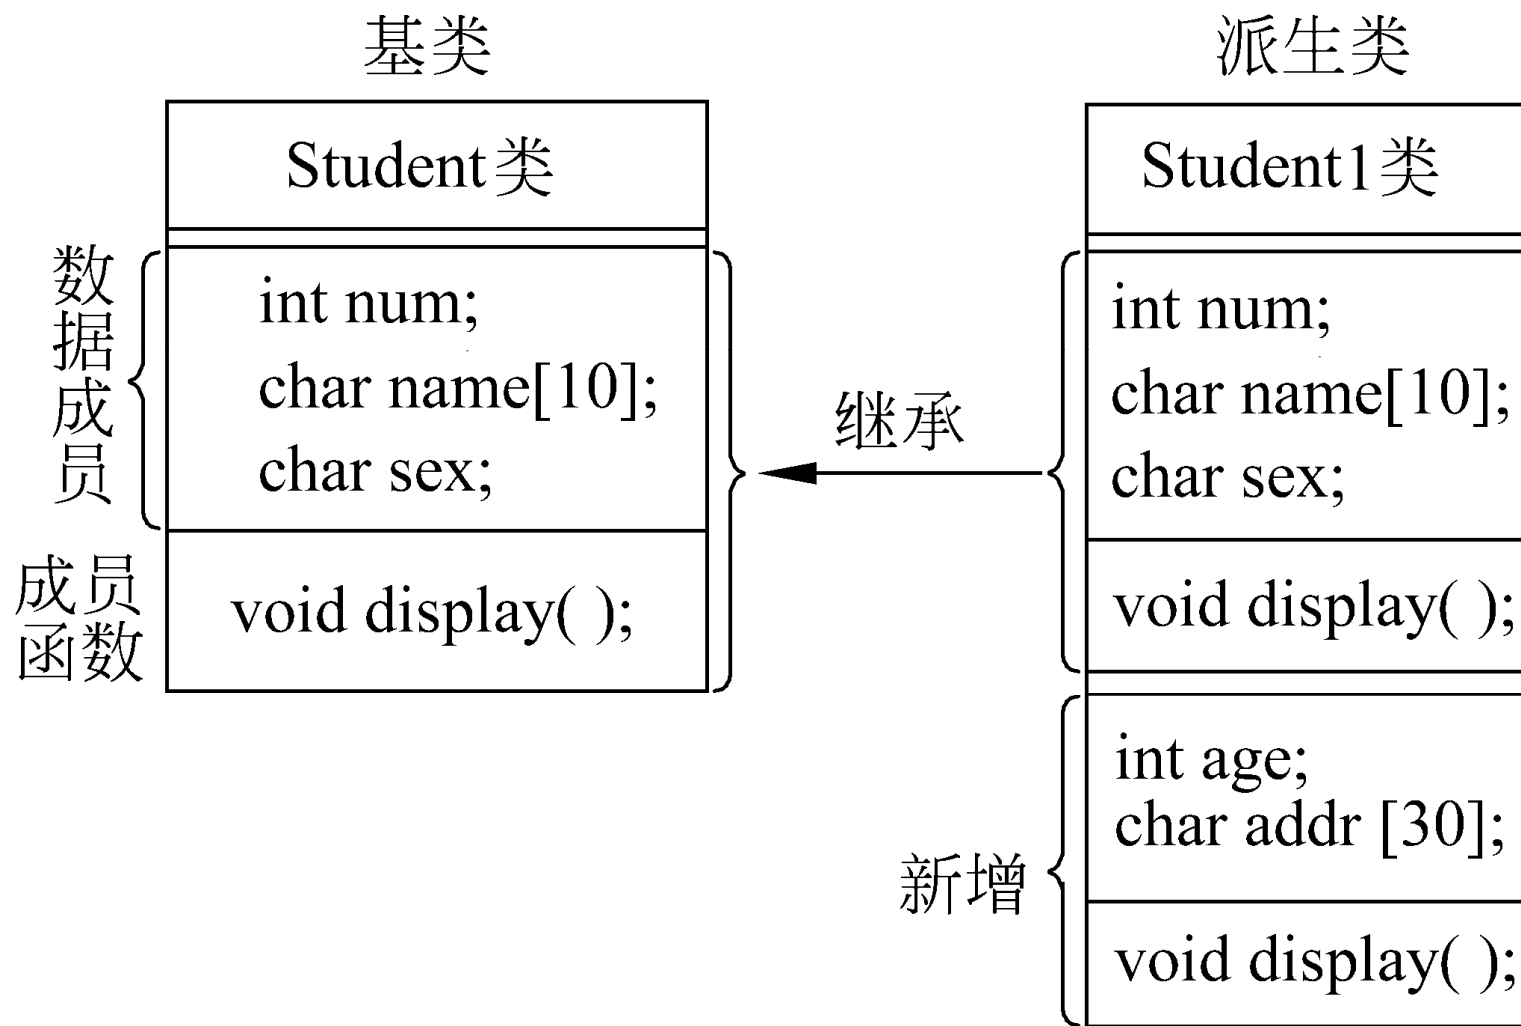 基类
Student类
数据成员
int num;
char name[10];
char sex;
成员
函数
void display( );
继承
派生类
Student1类
int num;
char name[10];
char sex;
void display( );
新增
int age;
char addr [30];
void display( );